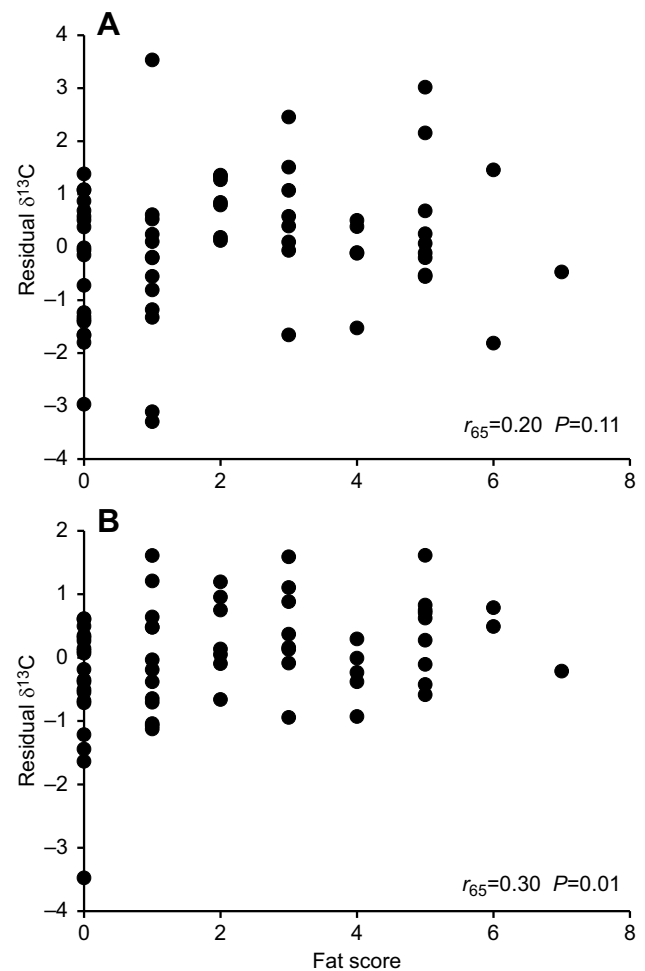 A
4
3
2
1
0
–1
–2
–3
–4
Residual δ13C
r65=0.20 P=0.11
0 2 4 6 8
B
2
1
0
–1
–2
–3
–4
Residual δ13C
r65=0.30 P=0.01
0 2 4 6 8
Fat score